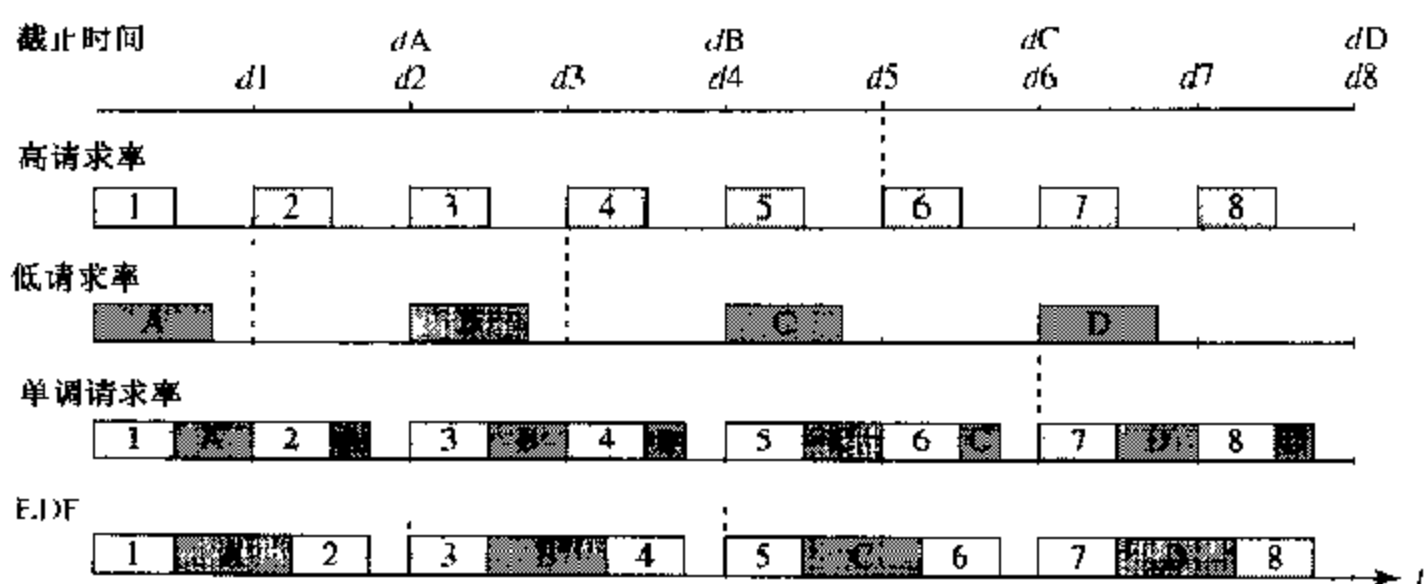 截止时间 dA dB dC dD
d1 d2 d3 d4 d5 d6 d7 d8
高请求率
1 2 3 4 5 6 7 8
低请求率
A C D
单调请求率
1 A 2 3 B 4 5 6 C 7 D 8
EDF
1 A 2 3 B 4 5 C 6 7 D 8 t